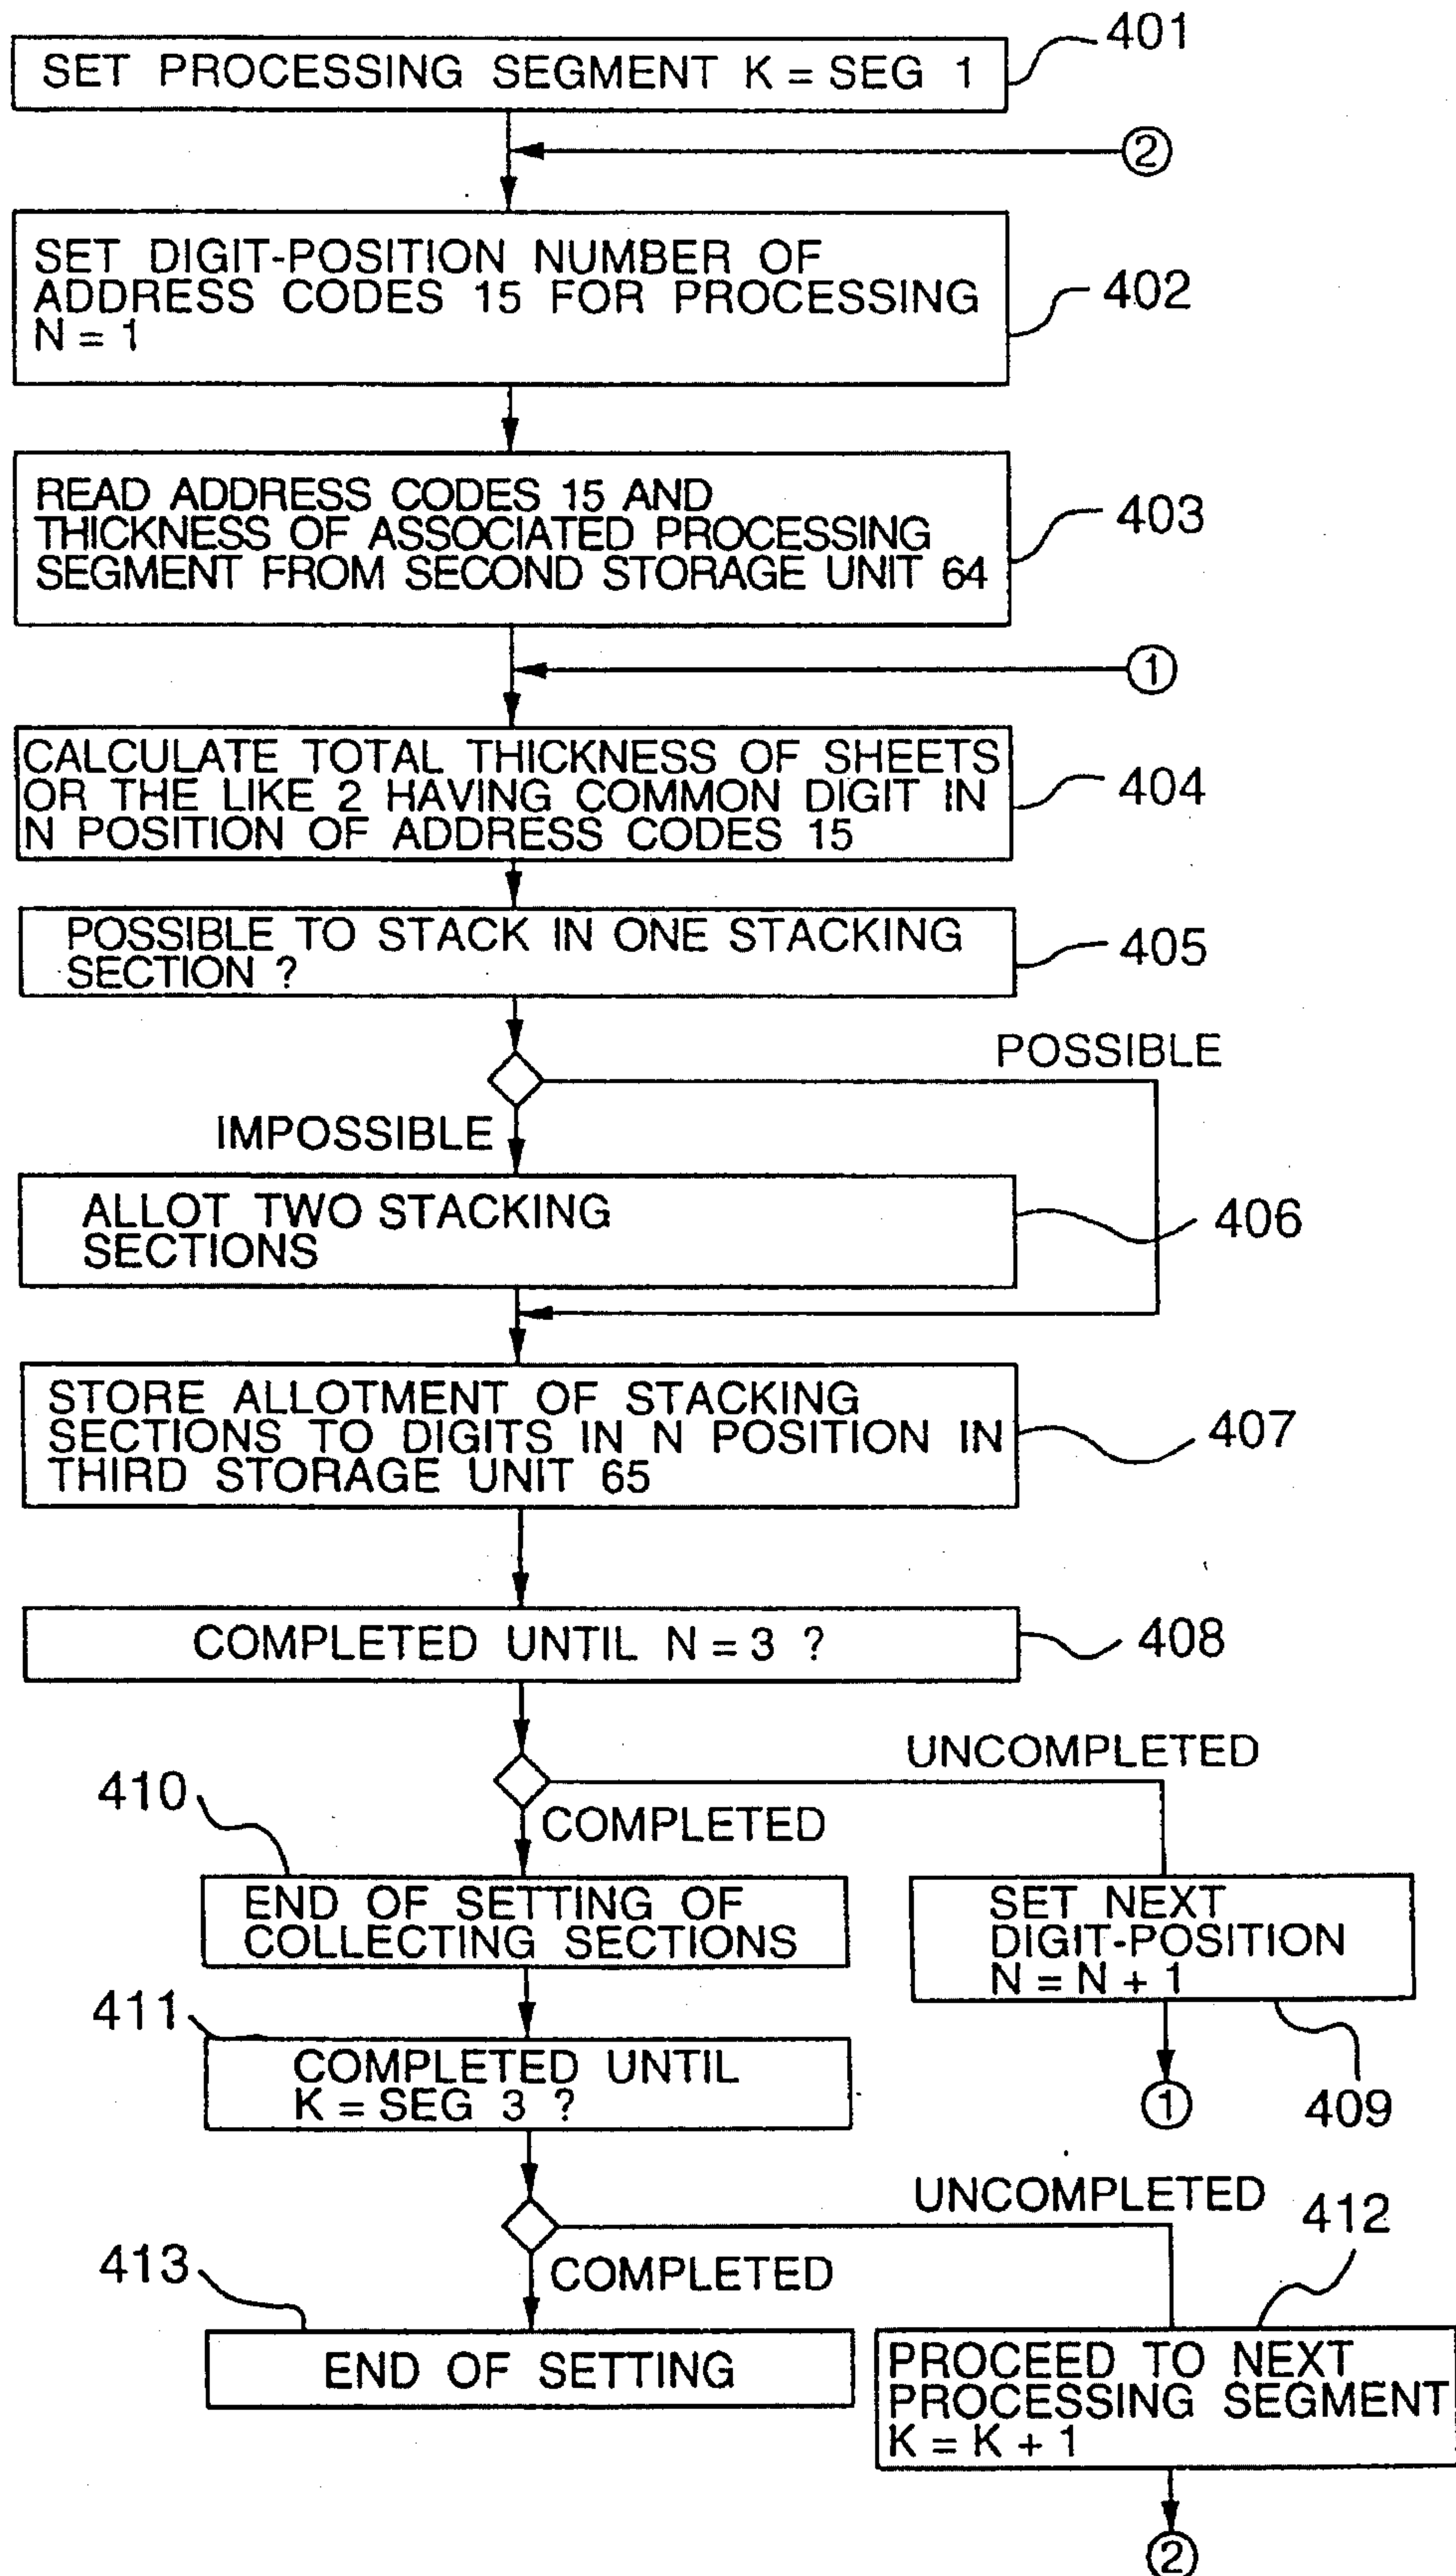 401
SET PROCESSING SEGMENT K = SEG 1
②
SET DIGIT-POSITION NUMBER OF
ADDRESS CODES 15 FOR PROCESSING
N = 1
402
READ ADDRESS CODES 15 AND
THICKNESS OF ASSOCIATED PROCESSING
SEGMENT FROM SECOND STORAGE UNIT 64
403
①
CALCULATE TOTAL THICKNESS OF SHEETS
OR THE LIKE 2 HAVING COMMON DIGIT IN
N POSITION OF ADDRESS CODES 15
404
POSSIBLE TO STACK IN ONE STACKING
SECTION ?
405
POSSIBLE
IMPOSSIBLE
ALLOT TWO STACKING
SECTIONS
406
STORE ALLOTMENT OF STACKING
SECTIONS TO DIGITS IN N POSITION IN
THIRD STORAGE UNIT 65
407
COMPLETED UNTIL N = 3 ?
408
UNCOMPLETED
410
COMPLETED
END OF SETTING OF
COLLECTING SECTIONS
SET NEXT
DIGIT-POSITION
N = N + 1
409
①
411
COMPLETED UNTIL
K = SEG 3 ?
UNCOMPLETED
412
413
COMPLETED
END OF SETTING
PROCEED TO NEXT
PROCESSING SEGMENT
K = K + 1
②